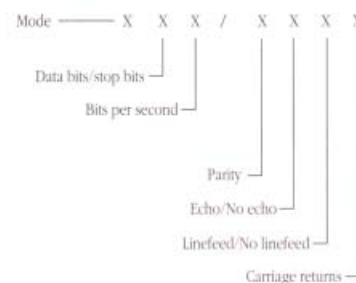 Mode X X X / X X X X
Data bits/stop bits
Bits per second
Parity
Echo/No echo
Linefeed/No linefeed
Carriage returns